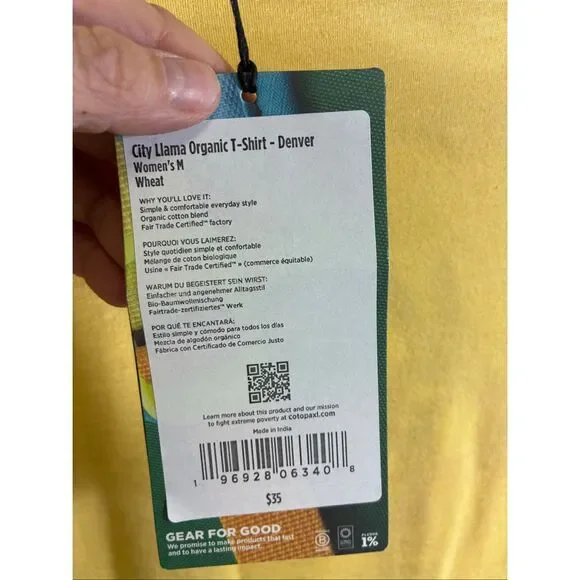 City Llama Organic T-Shirt - Denver
Women's M
Wheat
WHY YOU'LL LOVE IT:
Simple & comfortable everyday style
Organic cotton blend
Fair Trade Certified™ factory
POURQUOI VOUS L'AIMEREZ:
Style quotidien simple et confortable
Mélange de coton biologique
Usine « Fair Trade Certified™ » (commerce équitable)
WARUM DU BEGEISTERT SEIN WIRST:
Einfacher und angenehmer Alltagsstil
Bio-Baumwollmischung
Fairtrade-zertifiziertes™ Werk
POR QUÉ TE ENCANTARÁ:
Estilo simple y cómodo para todos los días
Mezcla de algodón orgánico
Fábrica con Certificado de Comercio Justo
Learn more about this product and our mission
to fight extreme poverty at cotopaxi.com
Made in India
1 96928 06340 8
$35
GEAR FOR GOOD
We promise to make products that last
and to have a lasting impact.
B
PLEDGE
1%